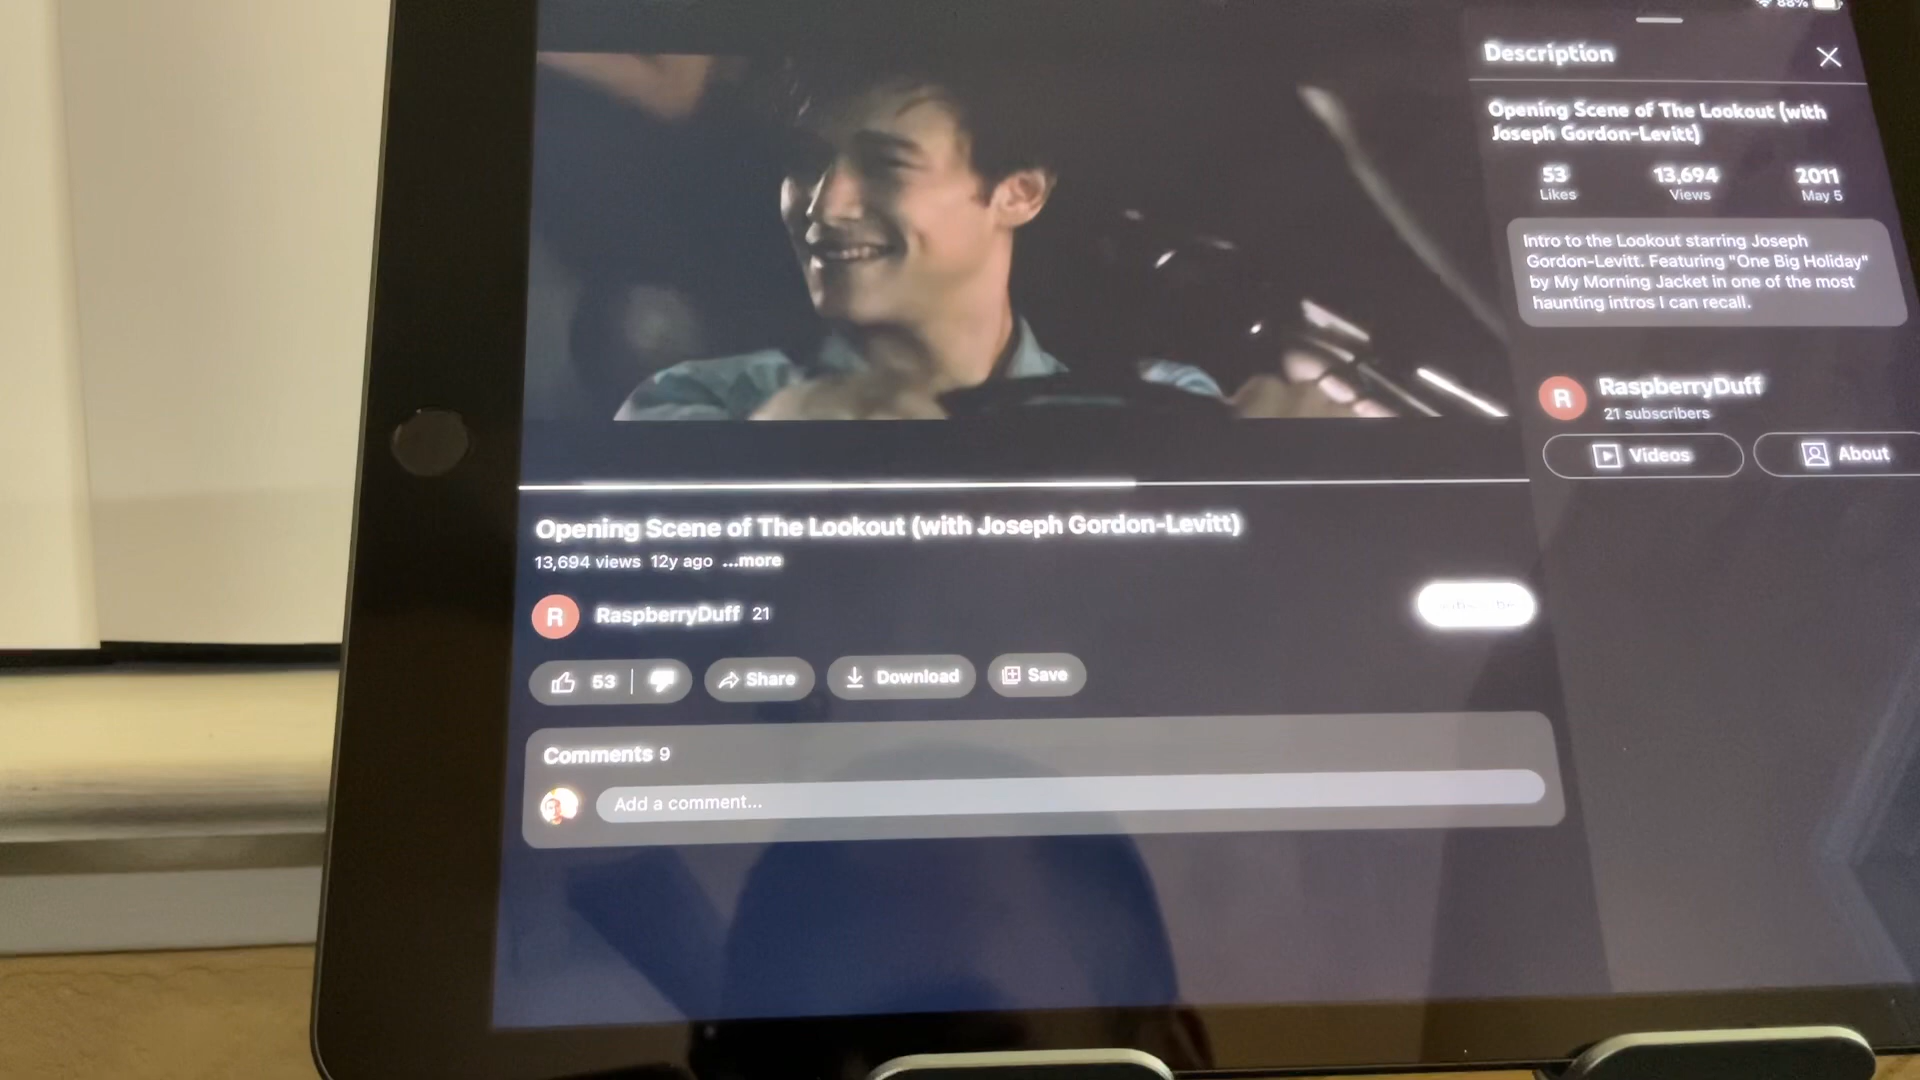 88%
Description
Opening Scene of The Lookout (with
Joseph Gordon-Levitt)
53
13,694
2011
Likes
Views
May 5
Intro to the Lookout starring Joseph
Gordon-Levitt. Featuring "One Big Holiday"
by My Morning Jacket in one of the most
haunting intros I can recall.
R
RaspberryDuff
21 subscribers
Videos
About
Opening Scene of The Lookout (with Joseph Gordon-Levitt)
13,694 views 12y ago ...more
R
RaspberryDuff 21
53
Share
Download
Save
Comments 9
Add a comment...